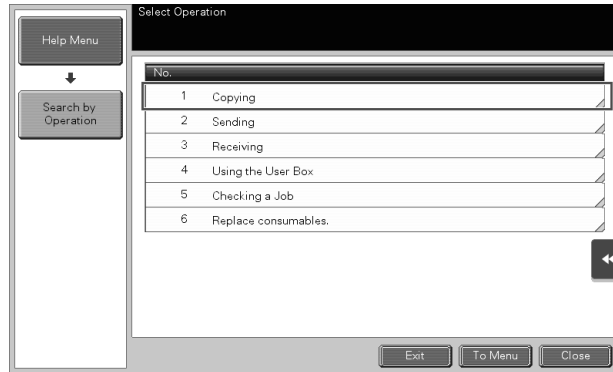 Select Operation
Help Menu
Search by
Operation
No.
1 Copying
2 Sending
3 Receiving
4 Using the User Box
5 Checking a Job
6 Replace consumables.
Exit To Menu Close